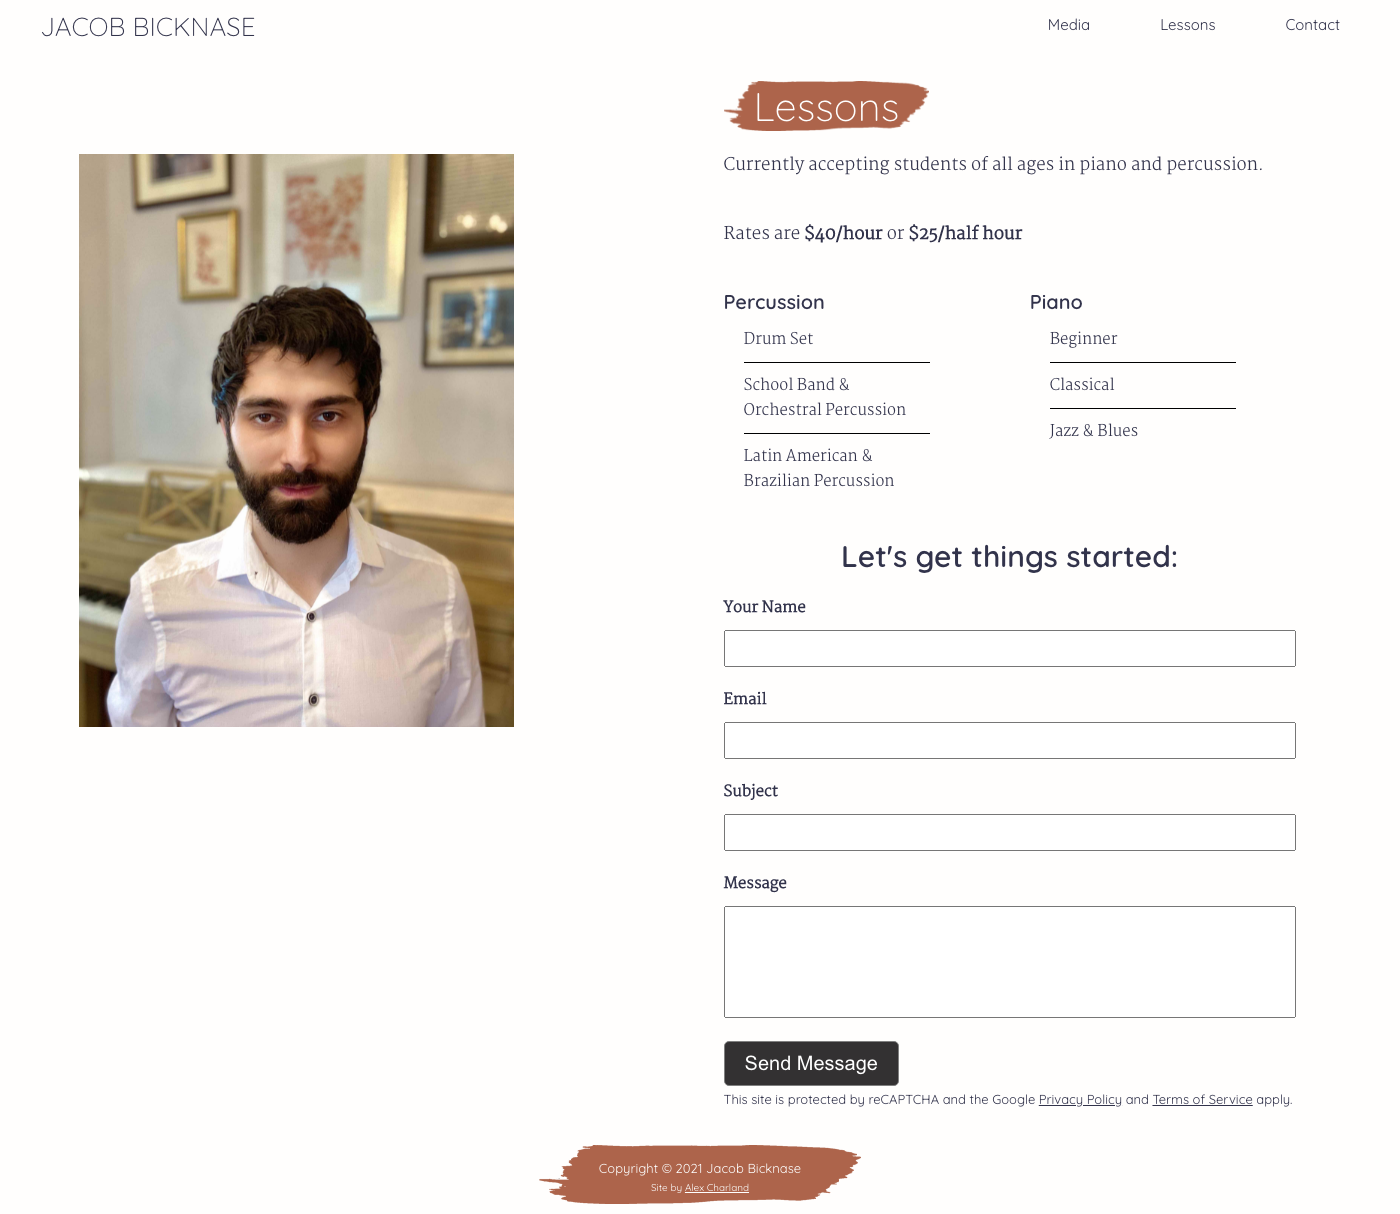 JACOB BICKNASE
Media
Lessons
Contact
Lessons
Currently accepting students of all ages in piano and percussion.
Rates are $40/hour or $25/half hour
Percussion
Drum Set
School Band &
Orchestral Percussion
Latin American &
Brazilian Percussion
Piano
Beginner
Classical
Jazz & Blues
Let's get things started:
Your Name
Email
Subject
Message
Send Message
This site is protected by reCAPTCHA and the Google Privacy Policy and Terms of Service apply.
Copyright © 2021 Jacob Bicknase
Site by Alex Charland